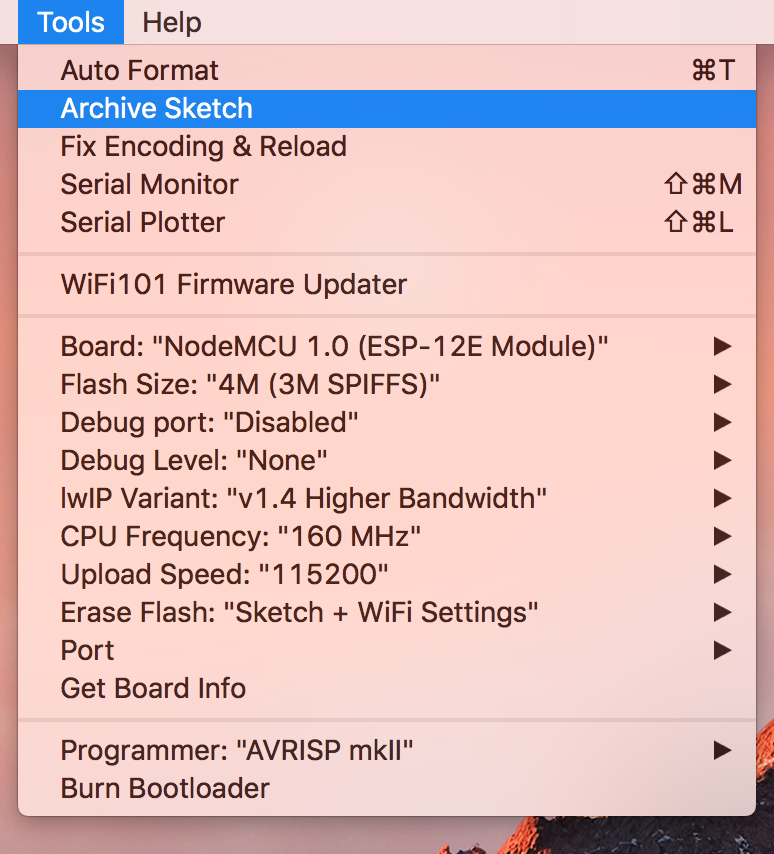 Tools Help
Auto Format ⌘T
Archive Sketch
Fix Encoding & Reload
Serial Monitor ⇧⌘M
Serial Plotter ⇧⌘L
WiFi101 Firmware Updater
Board: "NodeMCU 1.0 (ESP-12E Module)"
Flash Size: "4M (3M SPIFFS)"
Debug port: "Disabled"
Debug Level: "None"
lwIP Variant: "v1.4 Higher Bandwidth"
CPU Frequency: "160 MHz"
Upload Speed: "115200"
Erase Flash: "Sketch + WiFi Settings"
Port
Get Board Info
Programmer: "AVRISP mkII"
Burn Bootloader